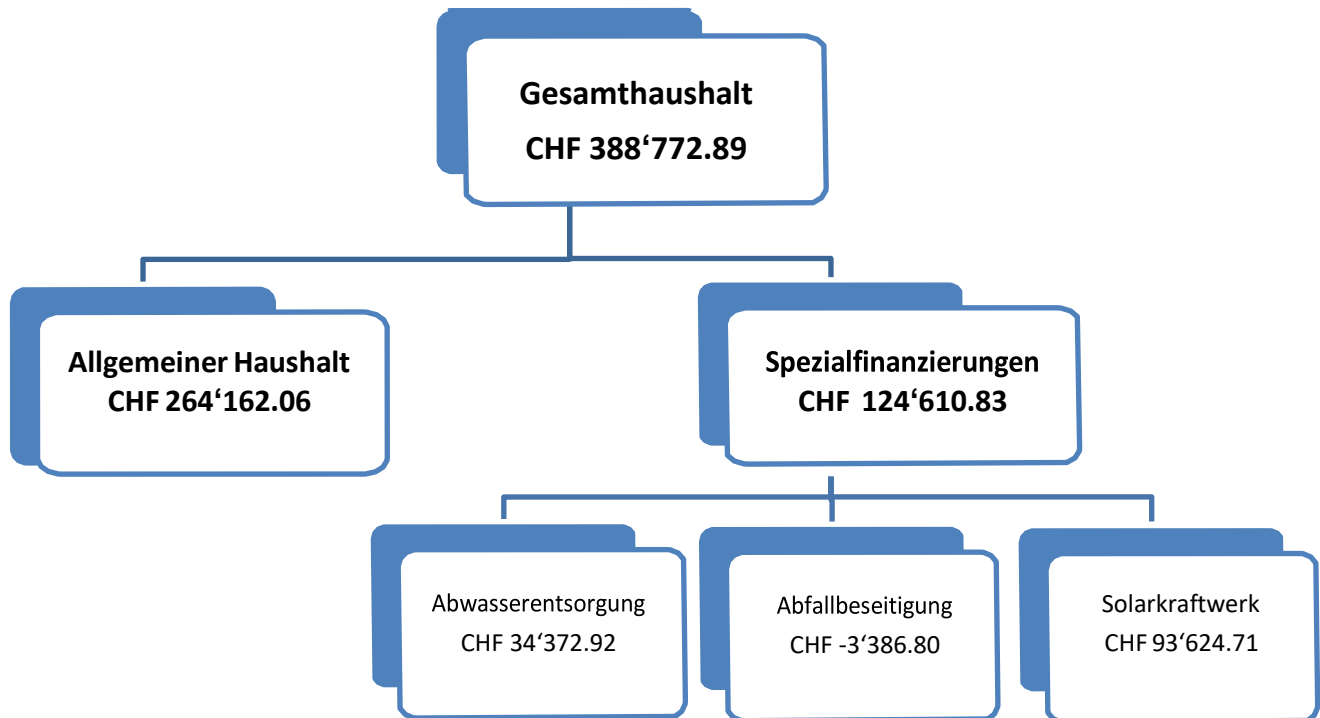 Gesamthaushalt
CHF 388‘772.89
Allgemeiner Haushalt
CHF 264‘162.06
Spezialfinanzierungen
CHF 124‘610.83
Abwasserentsorgung
CHF 34‘372.92
Abfallbeseitigung
CHF -3‘386.80
Solarkraftwerk
CHF 93‘624.71